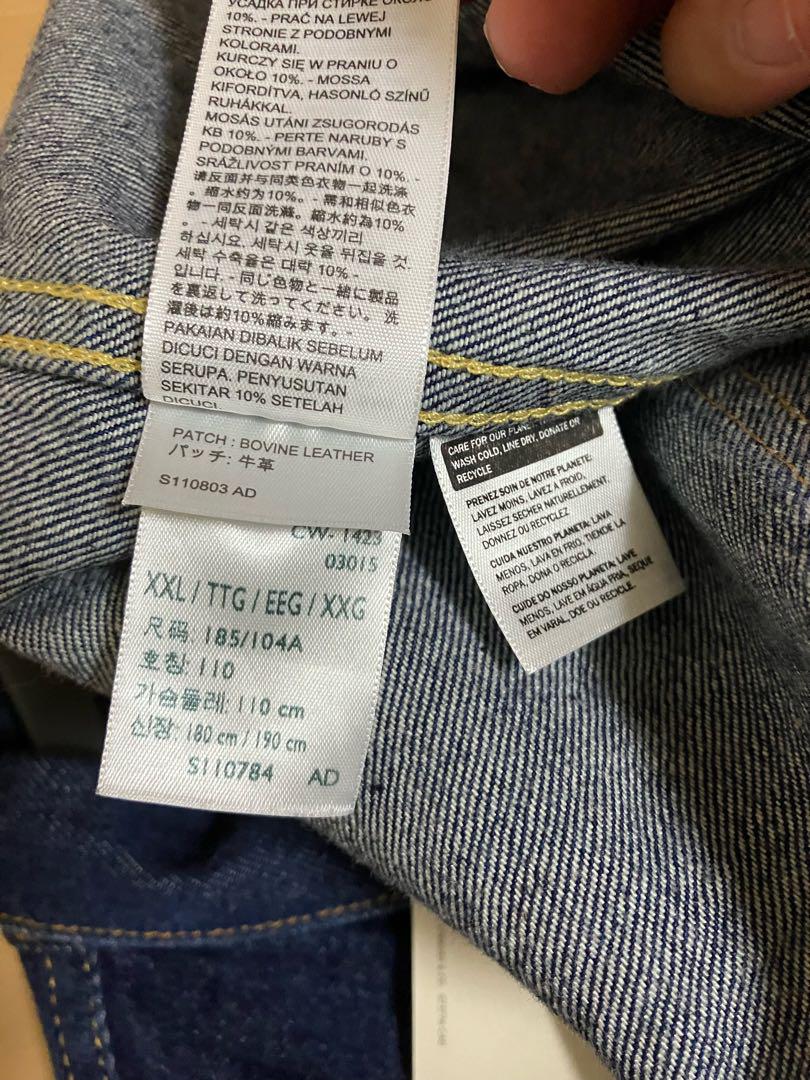 УСАДКА ПРИ СТИРКЕ ОКОЛО
10%. - PRAĆ NA LEWEJ
STRONIE Z PODOBNYMI
KOLORAMI.
KURCZY SIĘ W PRANIU O
OKOŁO 10%. - MOSSA
KIFORDÍTVA, HASONLÓ SZÍNŰ
RUHÁKKAL.
MOSÁS UTÁNI ZSUGORODÁS
KB 10%. - PERTE NARUBY S
PODOBNÝMI BARVAMI.
SRÁŽLIVOST PRANÍM O 10%. -
请反面并与同类色衣物一起洗涤
。缩水约为10%。- 需和相似色衣
物一同反面洗滌。縮水約為10%
。- 세탁시 같은 색상끼리
하십시요. 세탁시 옷을 뒤집을 것.
세탁 수축율은 대략 10%
입니다. - 同じ色物と一緒に製品
を裏返して洗ってください。 洗
濯後は約10%縮みます。-
PAKAIAN DIBALIK SEBELUM
DICUCI DENGAN WARNA
SERUPA. PENYUSUTAN
SEKITAR 10% SETELAH
DICUCI.
PATCH : BOVINE LEATHER
パッチ: 牛革
S110803 AD
CW- 1423
03015
XXL / TTG / EEG / XXG
尺码: 185/104A
호칭: 110
가슴둘레: 110 cm
신장: 180 cm / 190 cm
S110784 AD
CARE FOR OUR PLANET
WASH COLD, LINE DRY, DONATE OR
RECYCLE
PRENEZ SOIN DE NOTRE PLANETE.
LAVEZ MOINS, LAVEZ A FROID,
LAISSEZ SECHER NATURELLEMENT.
DONNEZ OU RECYCLEZ
CUIDA NUESTRO PLANETA: LAVA
MENOS, LAVA EN FRIO, TIENDE LA
ROPA, DONA O RECICLA.
CUIDE DO NOSSO PLANETA: LAVE
MENOS, LAVE EM ÁGUA FRIA, SEQUE
EM VARAL, DOE OU RECICLE.